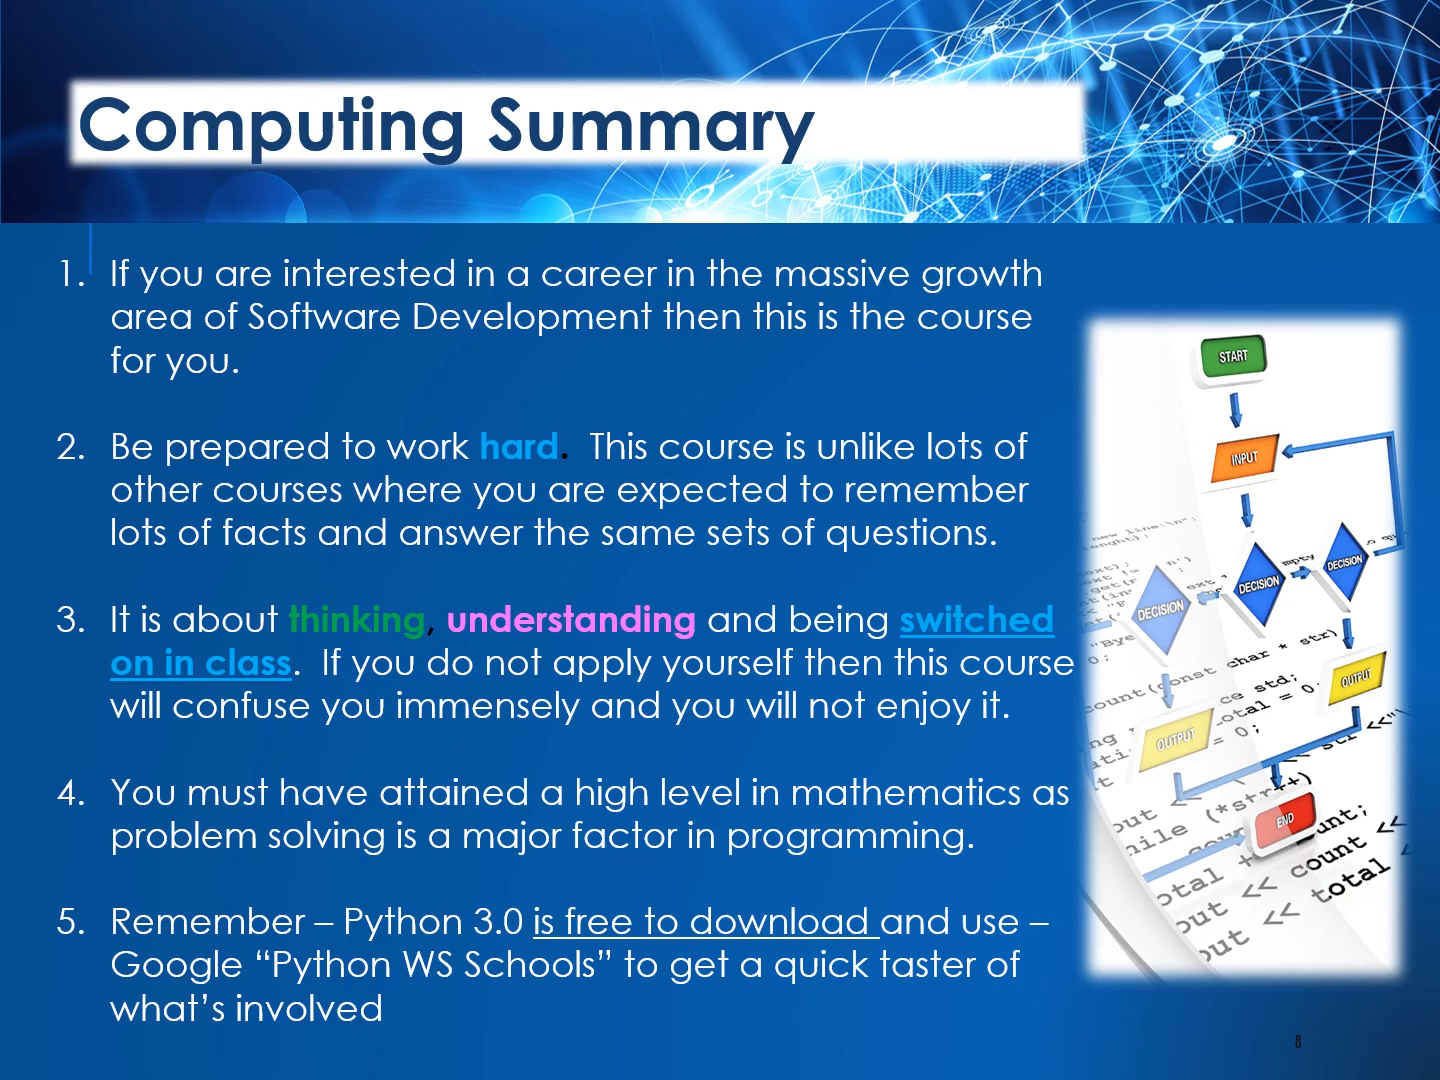 Computing Summary
1. If you are interested in a career in the massive growth
area of Software Development then this is the course
for you.
2. Be prepared to work hard. This course is unlike lots of
other courses where you are expected to remember
lots of facts and answer the same sets of questions.
3. It is about thinking, understanding and being switched
on in class. If you do not apply yourself then this course
will confuse you immensely and you will not enjoy it.
4. You must have attained a high level in mathematics as
problem solving is a major factor in programming.
5. Remember – Python 3.0 is free to download and use –
Google “Python WS Schools” to get a quick taster of
what’s involved
START
INPUT
DECISION
DECISION
DECISION
OUTPUT
OUTPUT
END
char * str)
std;
= 0;
<< count <<
<< total <<
8